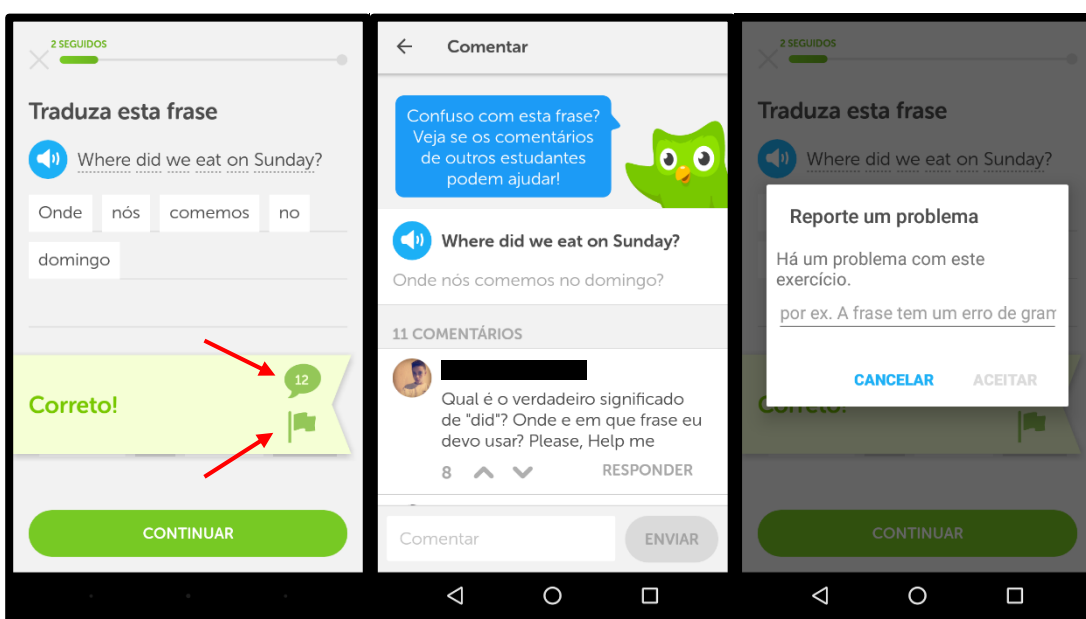 2 SEGUIDOS
Traduza esta frase
Where did we eat on Sunday?
Onde nós comemos no
domingo
12
Correto!
CONTINUAR
Comentar
Confuso com esta frase?
Veja se os comentários
de outros estudantes
podem ajudar!
Where did we eat on Sunday?
Onde nós comemos no domingo?
11 COMENTÁRIOS
Qual é o verdadeiro significado
de "did"? Onde e em que frase eu
devo usar? Please, Help me
8 RESPONDER
Comentar ENVIAR
2 SEGUIDOS
Traduza esta frase
Where did we eat on Sunday?
Reporte um problema
Há um problema com este
exercício.
por ex. A frase tem um erro de gram
CANCELAR ACEITAR
Correto!
CONTINUAR